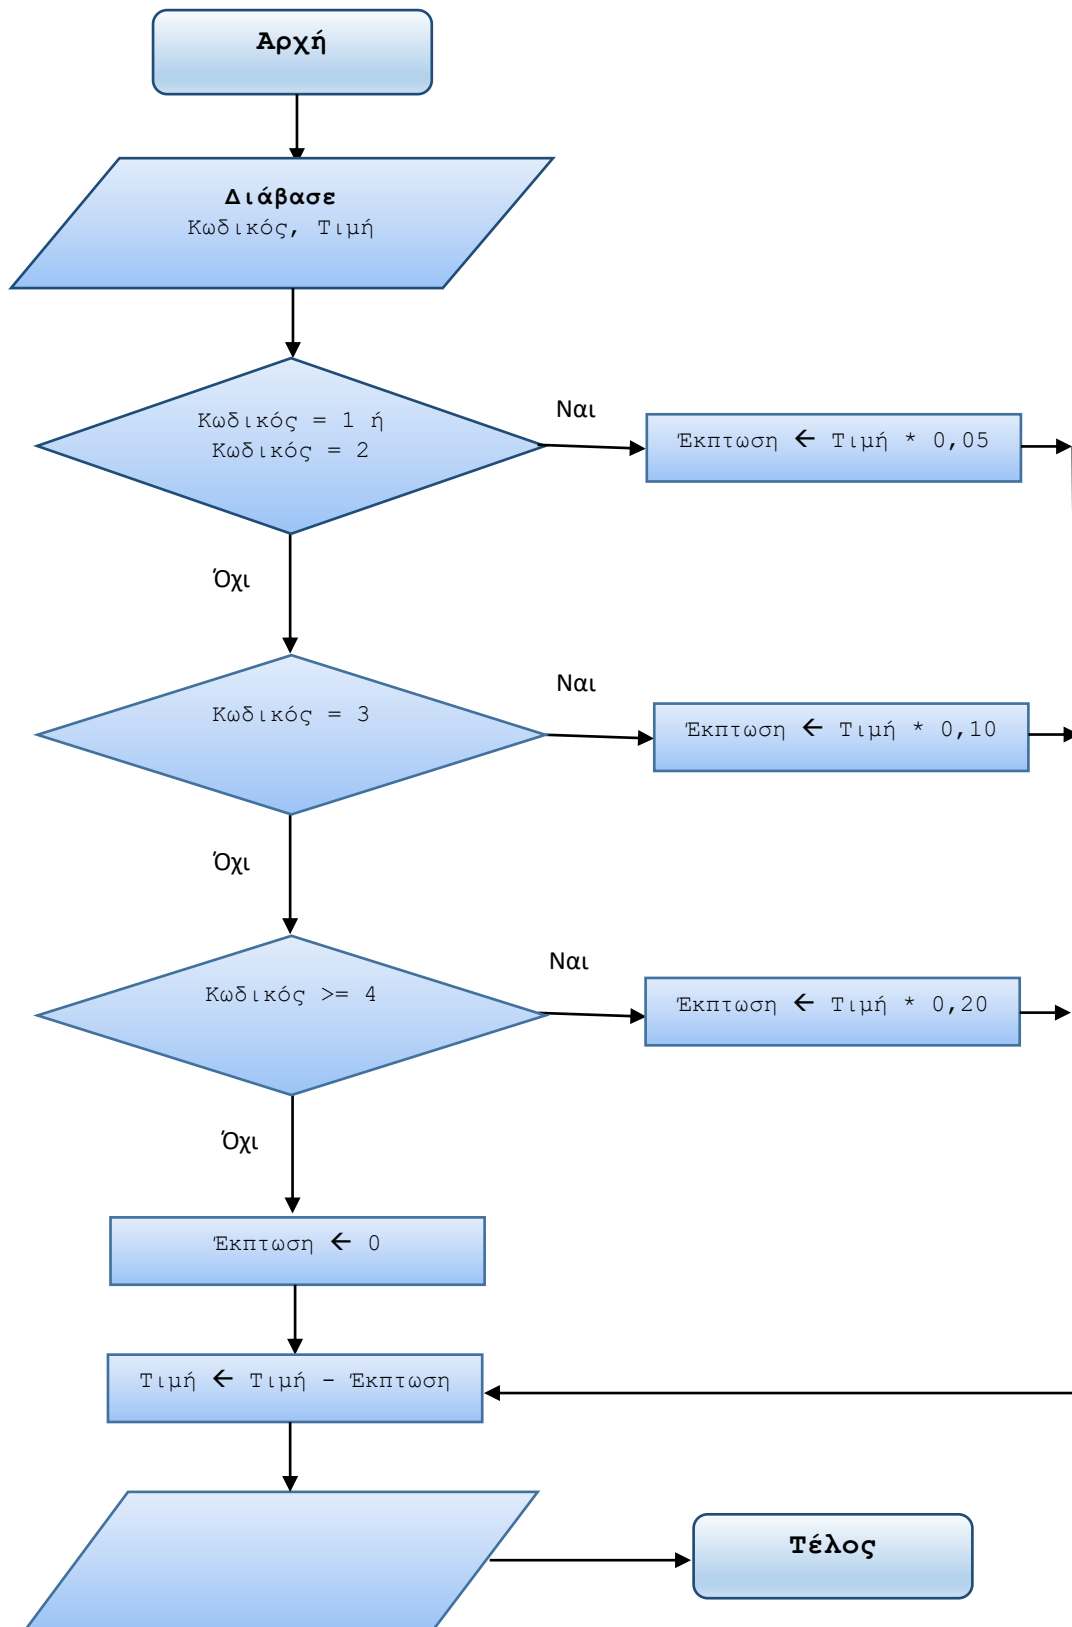 Αρχή
Διάβασε
Κωδικός, Τιμή
Κωδικός = 1 ή
Κωδικός = 2
Ναι
Έκπτωση ← Τιμή * 0,05
Όχι
Κωδικός = 3
Ναι
Έκπτωση ← Τιμή * 0,10
Όχι
Κωδικός >= 4
Ναι
Έκπτωση ← Τιμή * 0,20
Όχι
Έκπτωση ← 0
Τιμή ← Τιμή - Έκπτωση
Τέλος